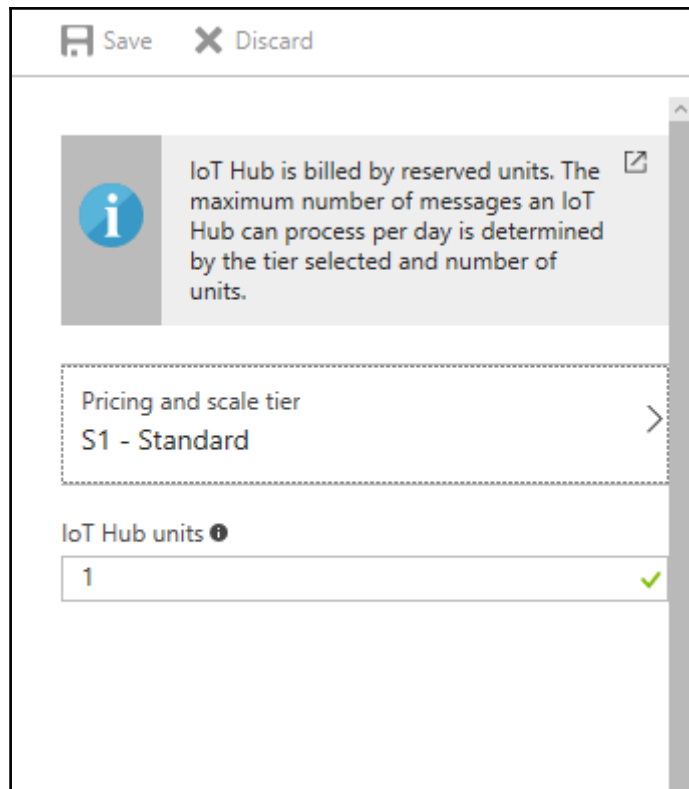 Save Discard
IoT Hub is billed by reserved units. The
maximum number of messages an IoT
Hub can process per day is determined
by the tier selected and number of
units.
Pricing and scale tier
S1 - Standard
IoT Hub units
1